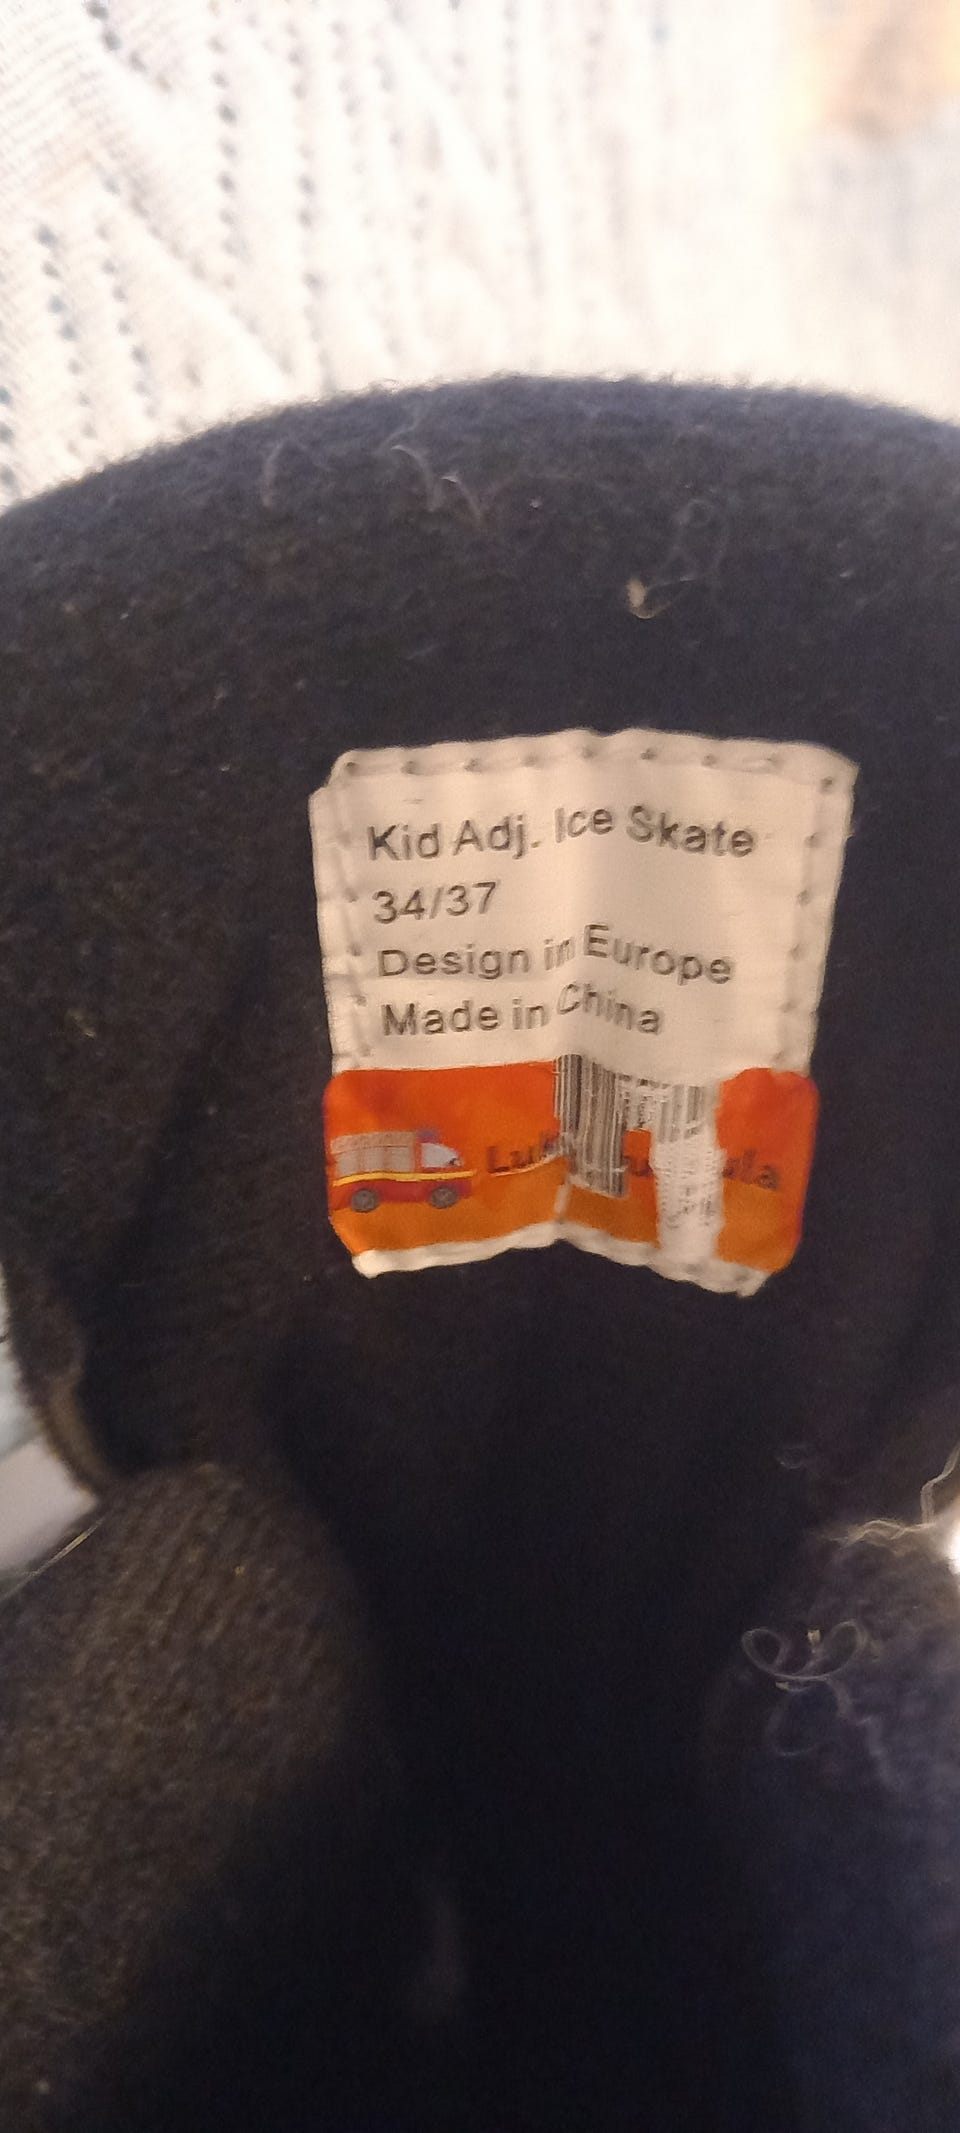 Kid Adj. Ice Skate
34/37
Design in Europe
Made in China